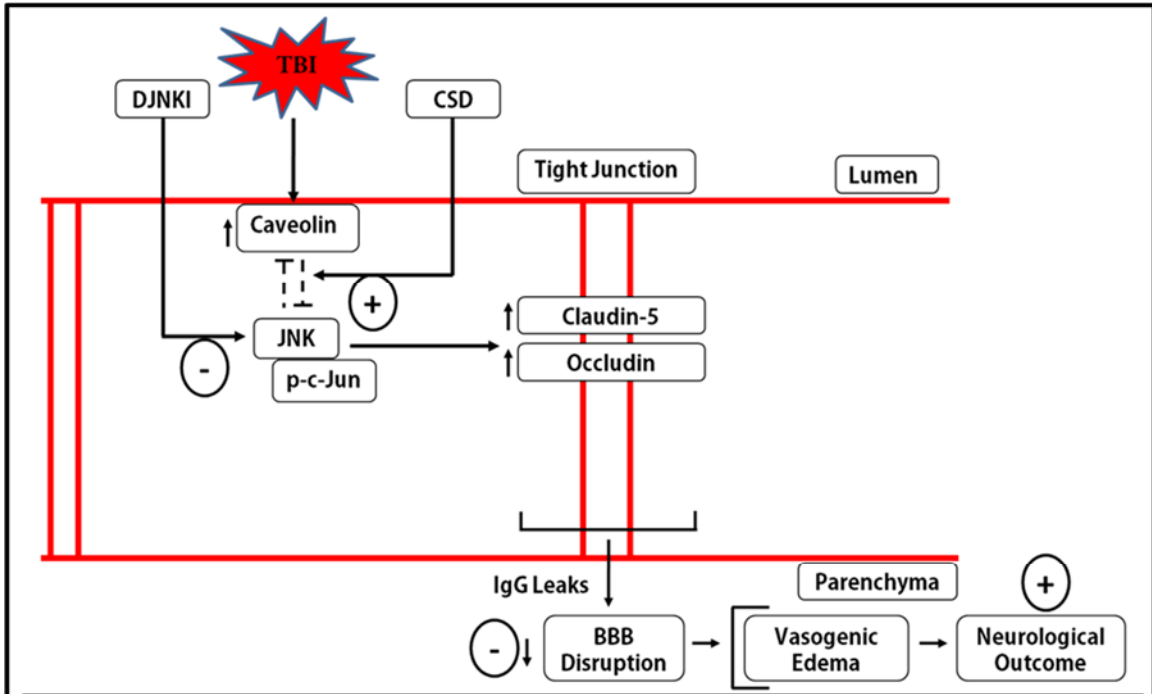 TBI
DJNKI
CSD
Tight Junction
Lumen
Caveolin
+
Claudin-5
JNK
Occludin
-
p-c-Jun
IgG Leaks
Parenchyma
+
-
BBB
Disruption
Vasogenic
Edema
Neurological
Outcome